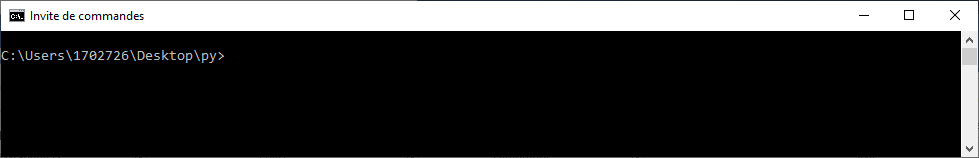 Invite de commandes
C:\Users\1702726\Desktop\py>